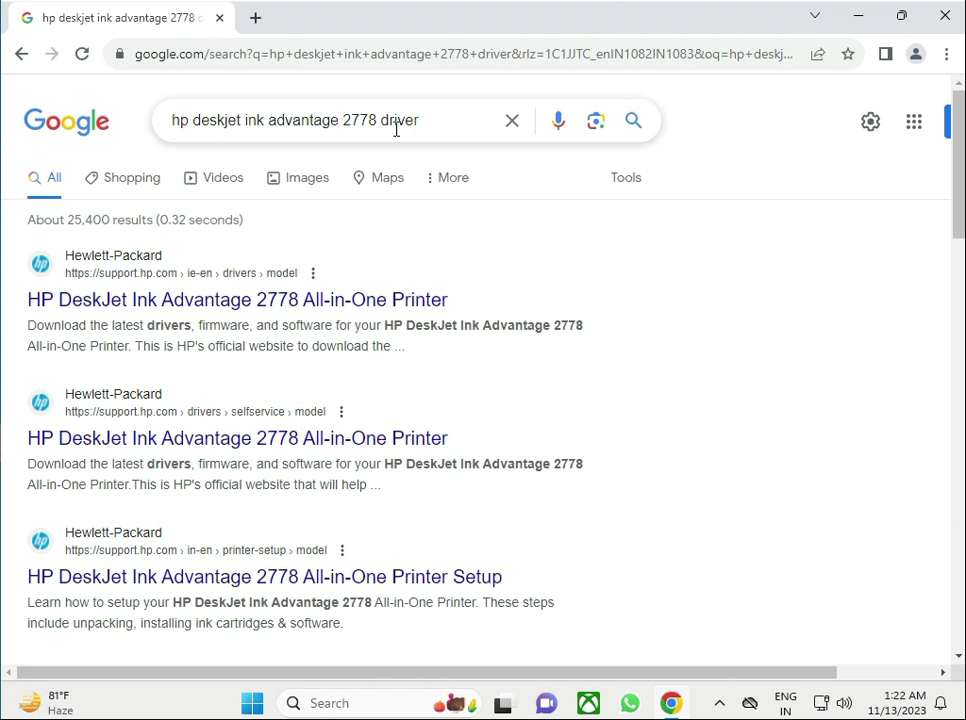 hp deskjet ink advantage 2778 d
google.com/search?q=hp+deskjet+ink+advantage+2778+driver&rlz=1C1JJTC_enIN1082IN1083&oq=hp+deskj...
Google
hp deskjet ink advantage 2778 driver
All
Shopping
Videos
Images
Maps
More
Tools
About 25,400 results (0.32 seconds)
Hewlett-Packard
https://support.hp.com › ie-en › drivers › model
HP DeskJet Ink Advantage 2778 All-in-One Printer
Download the latest drivers, firmware, and software for your HP DeskJet Ink Advantage 2778
All-in-One Printer. This is HP's official website to download the ...
Hewlett-Packard
https://support.hp.com › drivers › selfservice › model
HP DeskJet Ink Advantage 2778 All-in-One Printer
Download the latest drivers, firmware, and software for your HP DeskJet Ink Advantage 2778
All-in-One Printer.This is HP's official website that will help ...
Hewlett-Packard
https://support.hp.com › in-en › printer-setup › model
HP DeskJet Ink Advantage 2778 All-in-One Printer Setup
Learn how to setup your HP DeskJet Ink Advantage 2778 All-in-One Printer. These steps
include unpacking, installing ink cartridges & software.
81°F
Haze
Search
ENG
IN
1:22 AM
11/13/2023